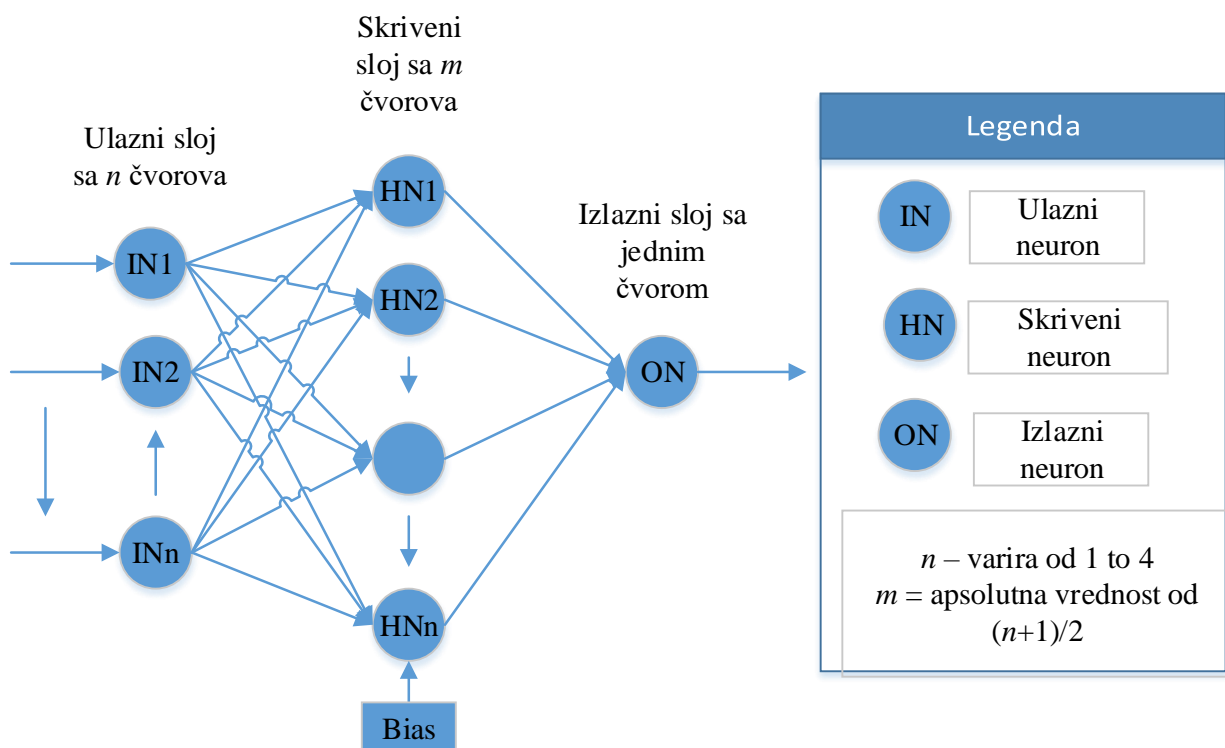 Skriveni
sloj sa m
čvorova
Ulazni sloj
sa n čvorova
HN1
IN1
HN2
IN2
INn
HNn
Bias
Izlazni sloj sa
jednim
čvorom
ON
Legenda
IN
Ulazni
neuron
HN
Skriveni
neuron
ON
Izlazni
neuron
n – varira od 1 to 4
m = apsolutna vrednost od
(n+1)/2